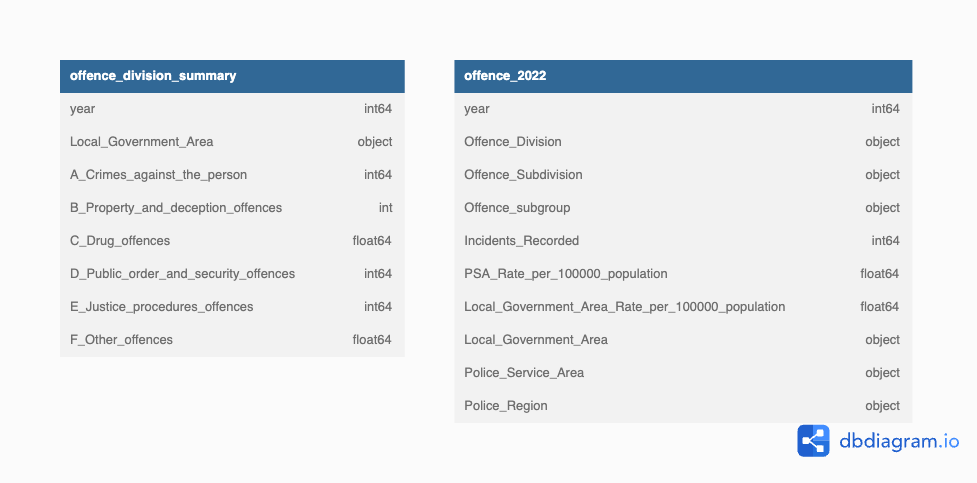 offence_division_summary
year int64
Local_Government_Area object
A_Crimes_against_the_person int64
B_Property_and_deception_offences int
C_Drug_offences float64
D_Public_order_and_security_offences int64
E_Justice_procedures_offences int64
F_Other_offences float64
offence_2022
year int64
Offence_Division object
Offence_Subdivision object
Offence_subgroup object
Incidents_Recorded int64
PSA_Rate_per_100000_population float64
Local_Government_Area_Rate_per_100000_population float64
Local_Government_Area object
Police_Service_Area object
Police_Region object
dbdiagram.io